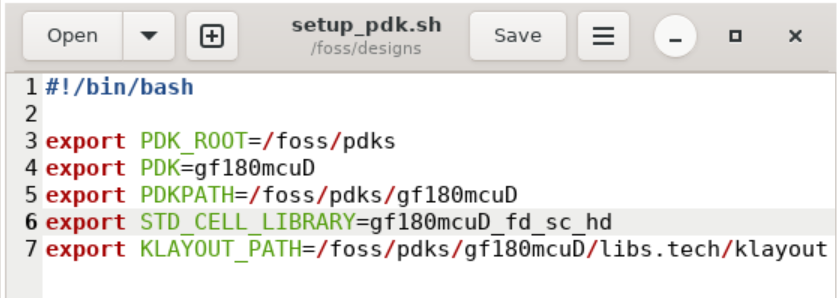 Open
setup_pdk.sh
/foss/designs
Save
1 #!/bin/bash
2
3 export PDK_ROOT=/foss/pdks
4 export PDK=gf180mcuD
5 export PDKPATH=/foss/pdks/gf180mcuD
6 export STD_CELL_LIBRARY=gf180mcuD_fd_sc_hd
7 export KLAYOUT_PATH=/foss/pdks/gf180mcuD/libs.tech/klayout